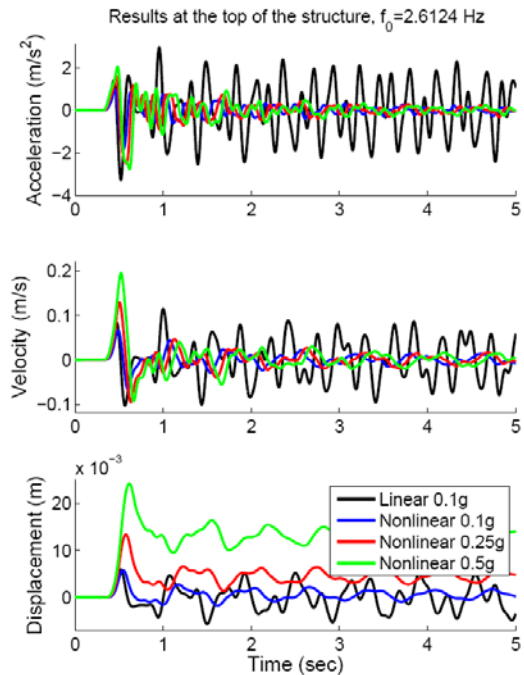 Results at the top of the structure, f₀=2.6124 Hz
Acceleration (m/s²)
2
0
−2
−4
0 1 2 3 4 5
Velocity (m/s)
0.2
0.1
0
−0.1
0 1 2 3 4 5
x 10⁻³
Displacement (m)
20
10
0
Linear 0.1g
Nonlinear 0.1g
Nonlinear 0.25g
Nonlinear 0.5g
0 1 2 3 4 5
Time (sec)